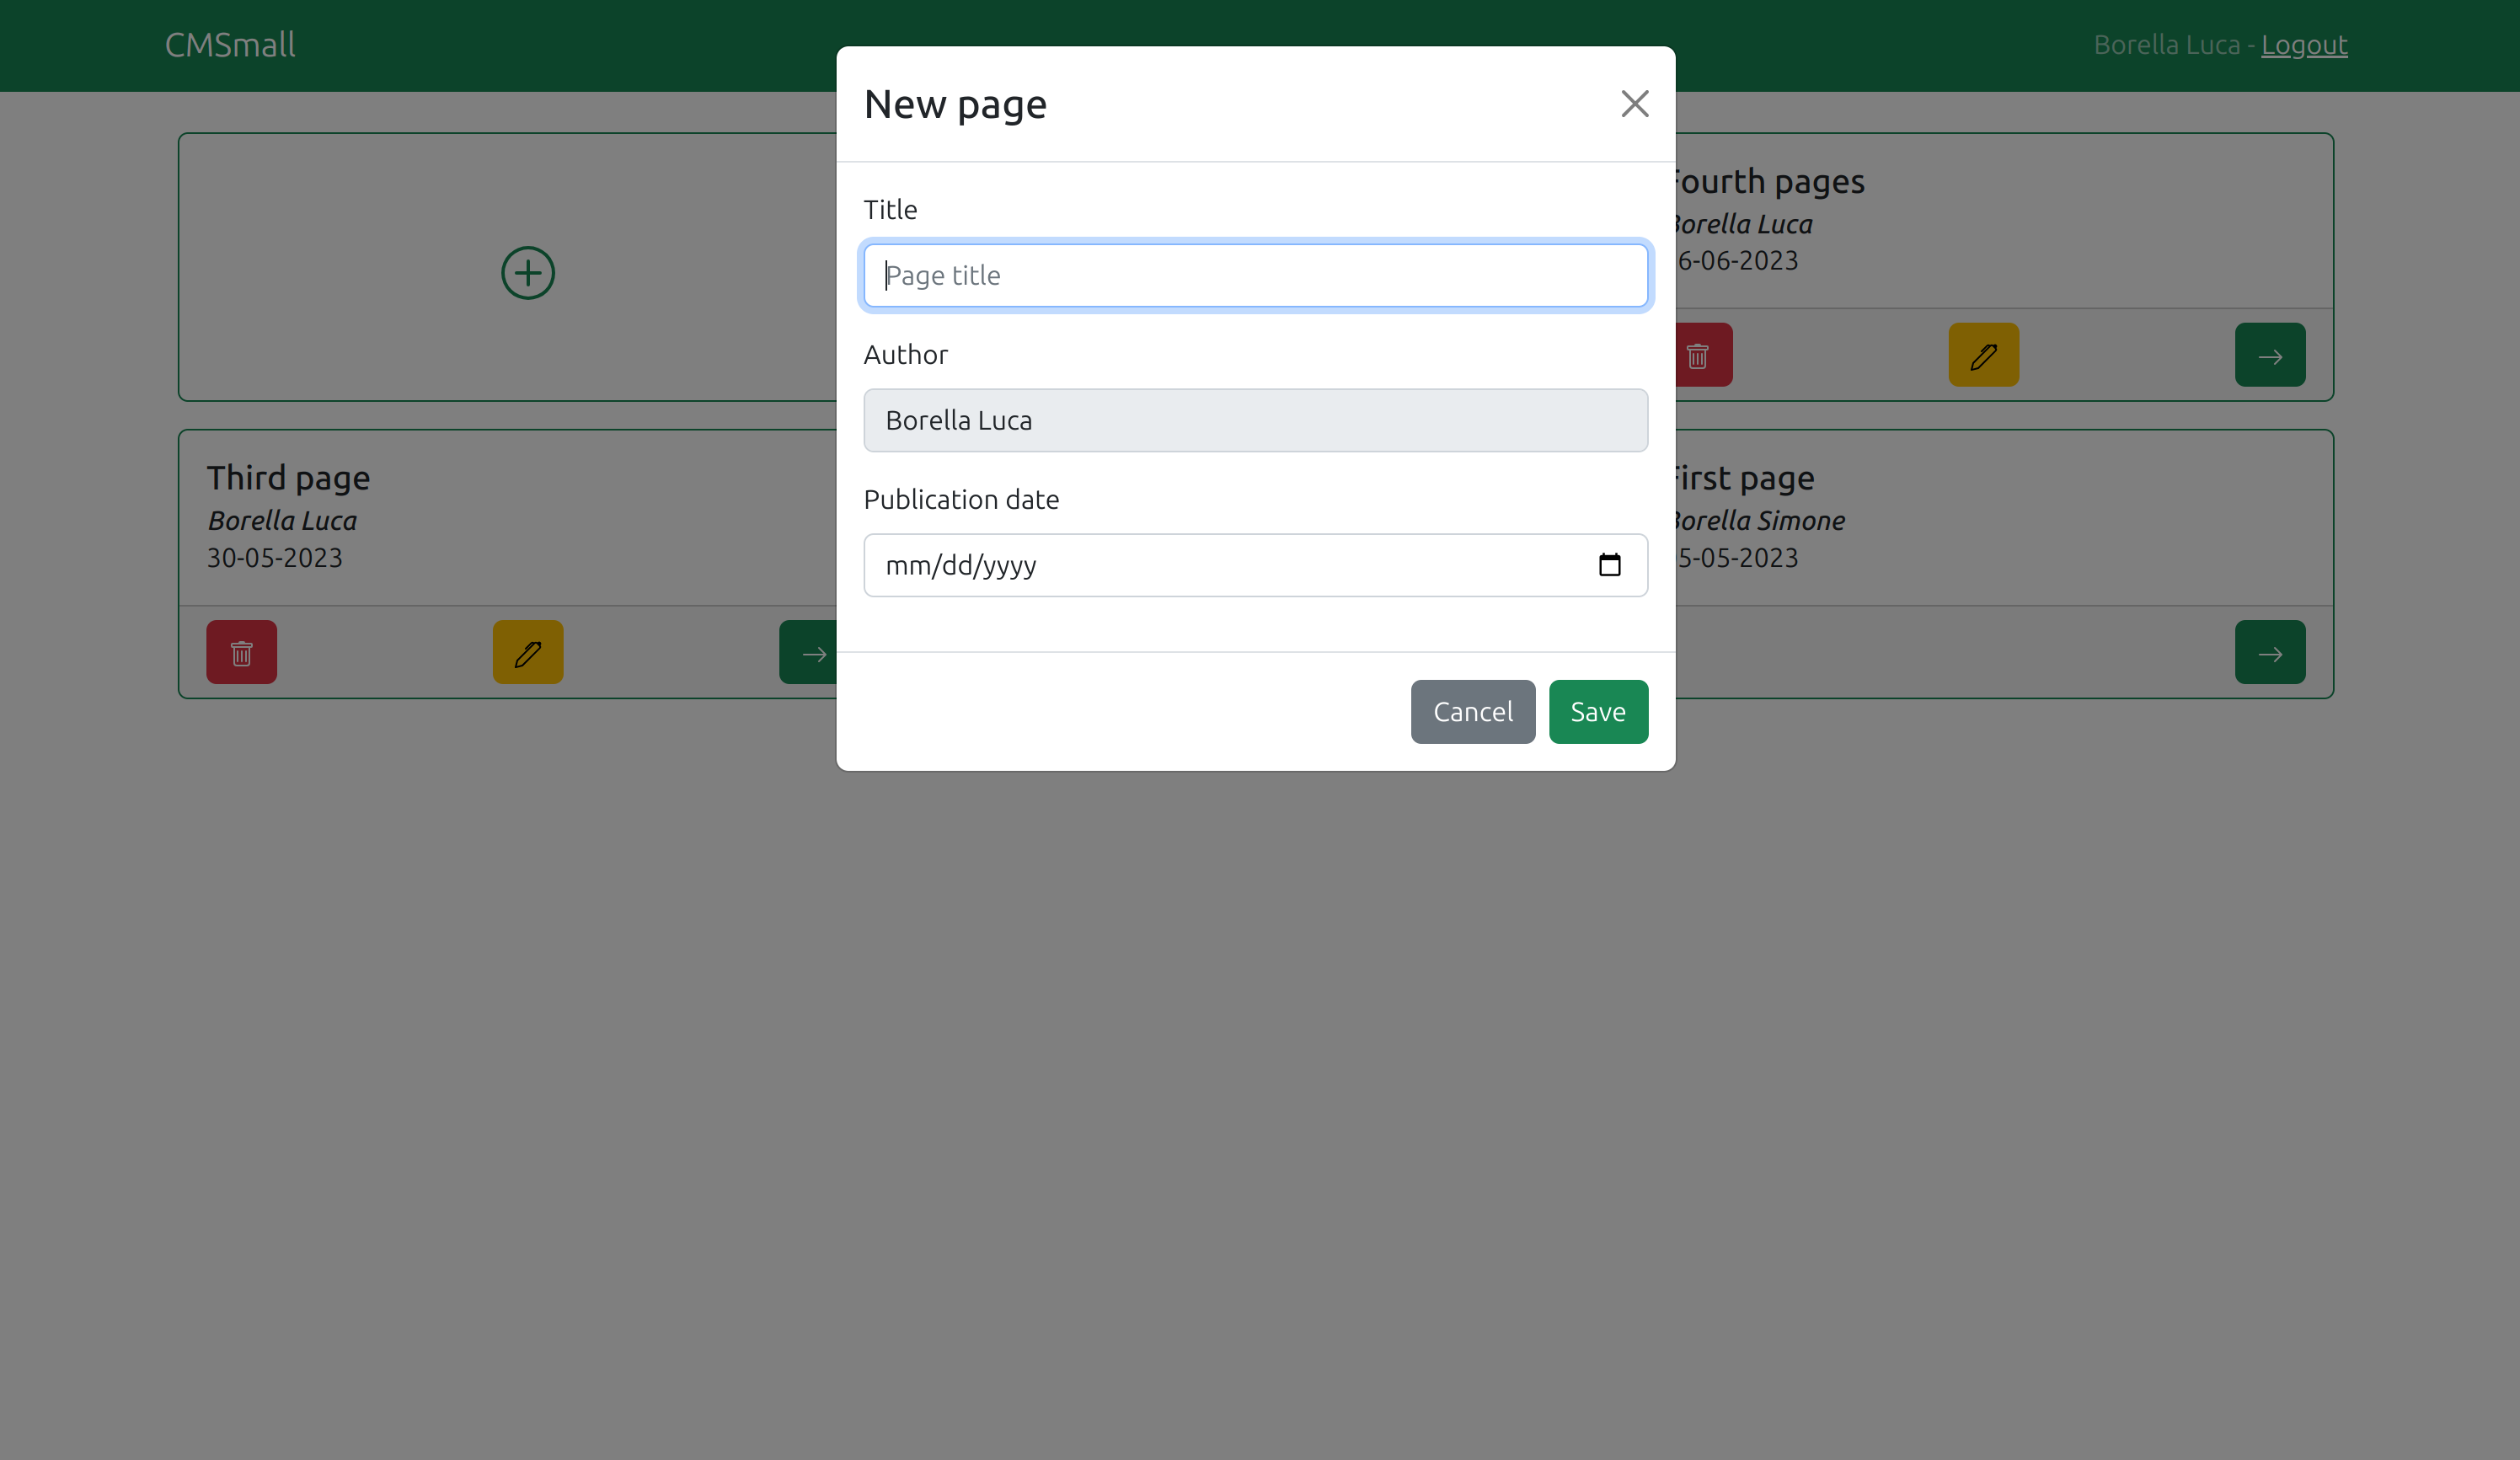 CMSmall
Borella Luca - Logout
New page
Title
Page title
Author
Borella Luca
Publication date
mm/dd/yyyy
Cancel
Save
ourth pages
orella Luca
6-06-2023
Third page
Borella Luca
30-05-2023
irst page
orella Simone
5-05-2023